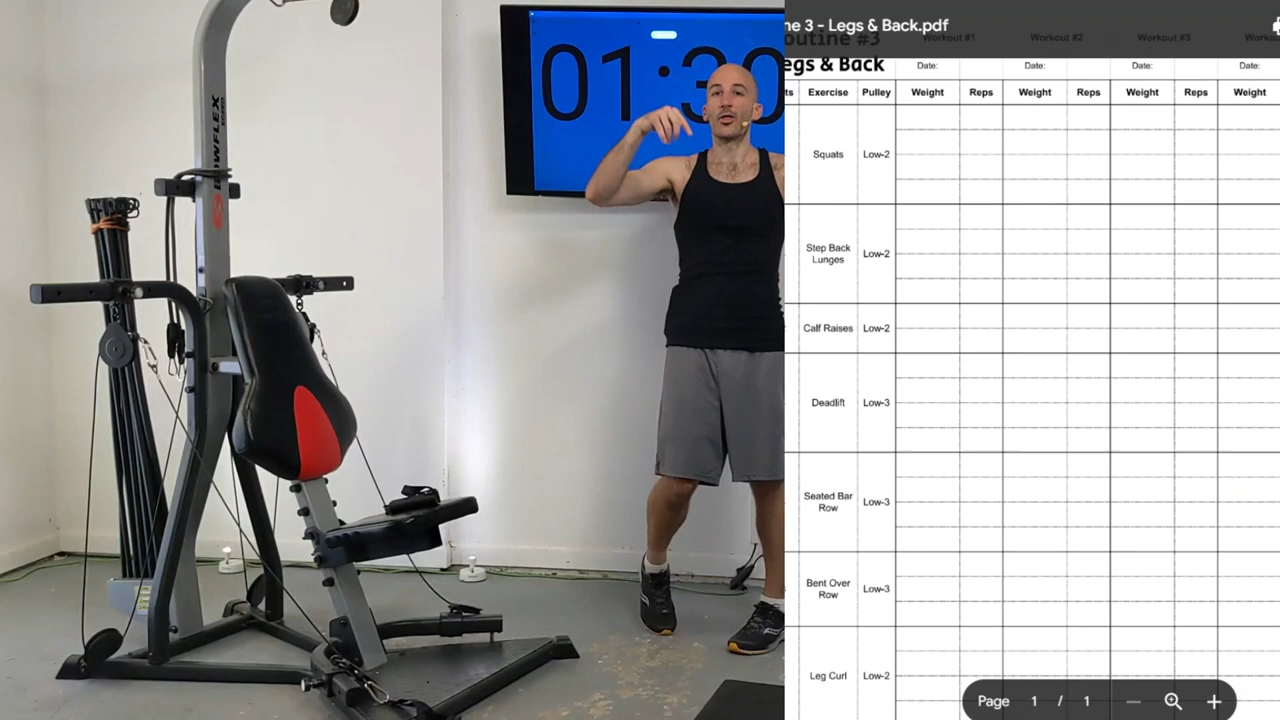 01:30
BOWFLEX
ne 3 - Legs & Back.pdf
outine #3
Workout #1 Workout #2 Workout #3 Worko
egs & Back Date: Date: Date: Date:
ts Exercise Pulley Weight Reps Weight Reps Weight Reps Weight
Squats Low-2
Step Back
Lunges Low-2
Calf Raises Low-2
Deadlift Low-3
Seated Bar
Row Low-3
Bent Over
Row Low-3
Leg Curl Low-2
Page 1 / 1